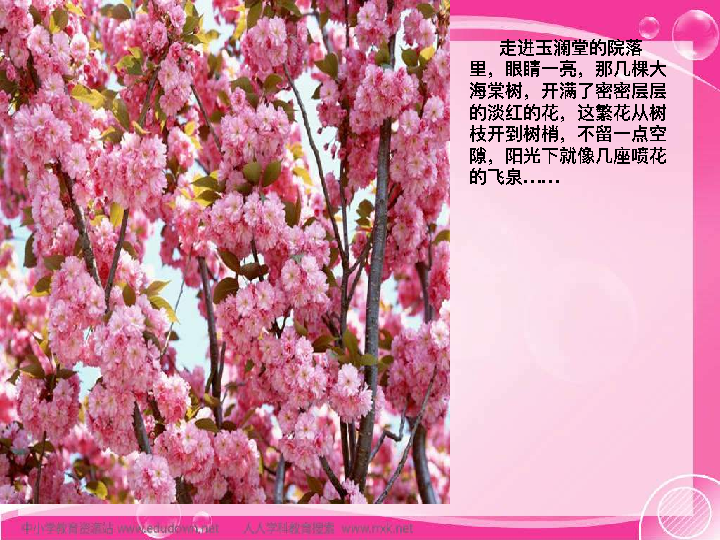 走进玉澜堂的院落
里，眼睛一亮，那几棵大
海棠树，开满了密密层层
的淡红的花，这繁花从树
枝开到树梢，不留一点空
隙，阳光下就像几座喷花
的飞泉……
中小学教育资源站 www.edudown.net 人人学科教育搜索 www.rrxk.net